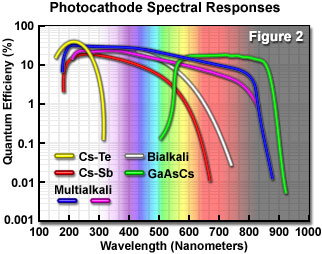 Photocathode Spectral Responses
Figure 2
Quantum Efficieny (%)
100
10
1
0.1
0.01
0.001
Cs-Te
Bialkali
Cs-Sb
GaAsCs
Multialkali
100 200 300 400 500 600 700 800 900 1000
Wavelength (Nanometers)